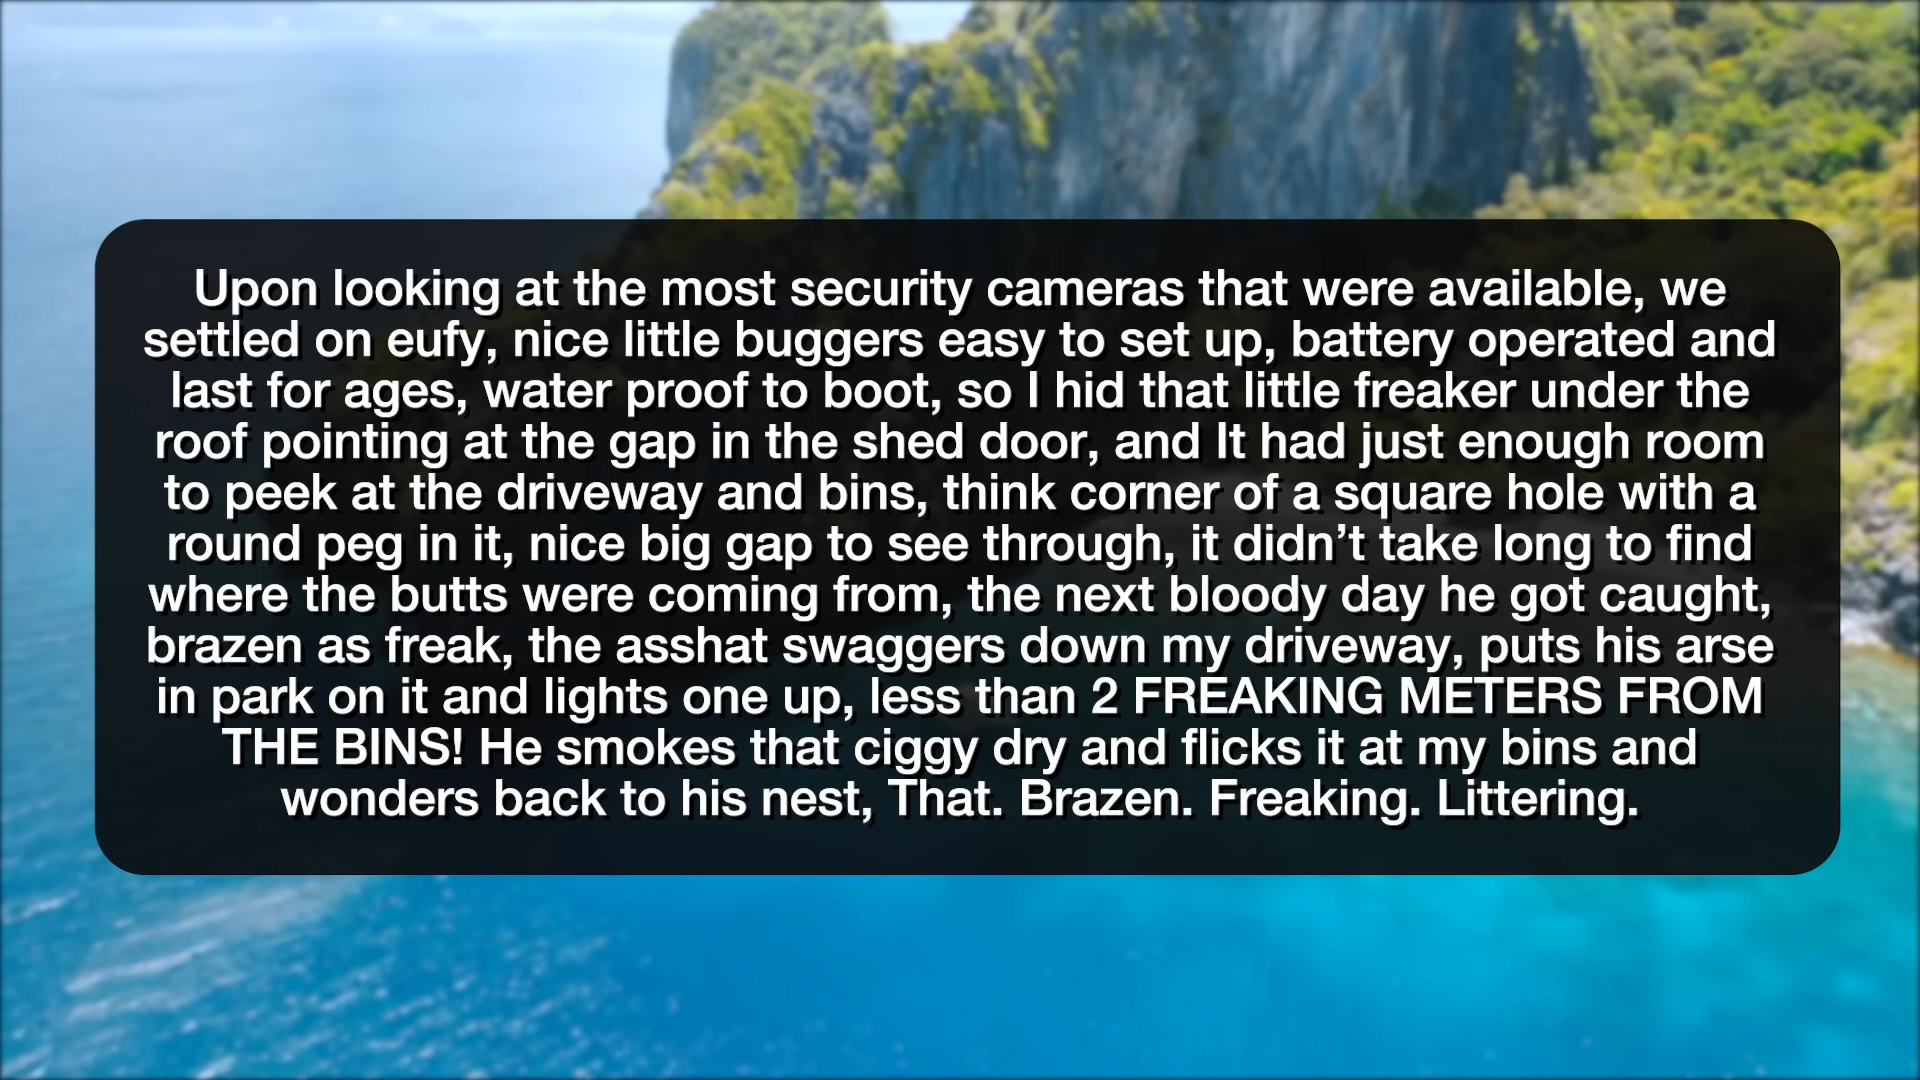 Upon looking at the most security cameras that were available, we
settled on eufy, nice little buggers easy to set up, battery operated and
last for ages, water proof to boot, so I hid that little freaker under the
roof pointing at the gap in the shed door, and It had just enough room
to peek at the driveway and bins, think corner of a square hole with a
round peg in it, nice big gap to see through, it didn’t take long to find
where the butts were coming from, the next bloody day he got caught,
brazen as freak, the asshat swaggers down my driveway, puts his arse
in park on it and lights one up, less than 2 FREAKING METERS FROM
THE BINS! He smokes that ciggy dry and flicks it at my bins and
wonders back to his nest, That. Brazen. Freaking. Littering.